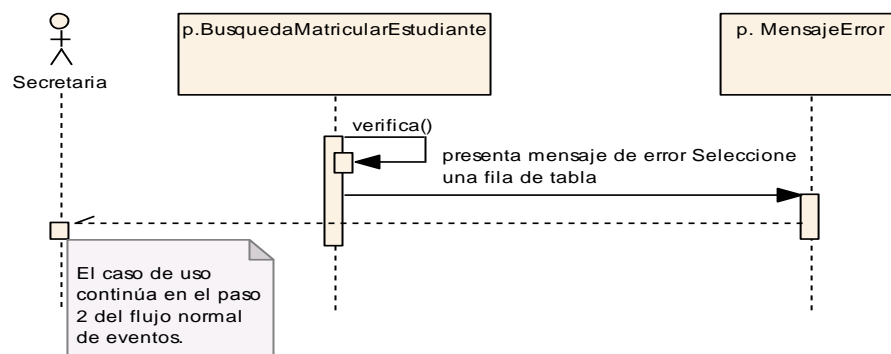 p.BusquedaMatricularEstudiante
p. MensajeError
Secretaria
verifica()
presenta mensaje de error Seleccione
una fila de tabla
El caso de uso
continúa en el paso
2 del flujo normal
de eventos.